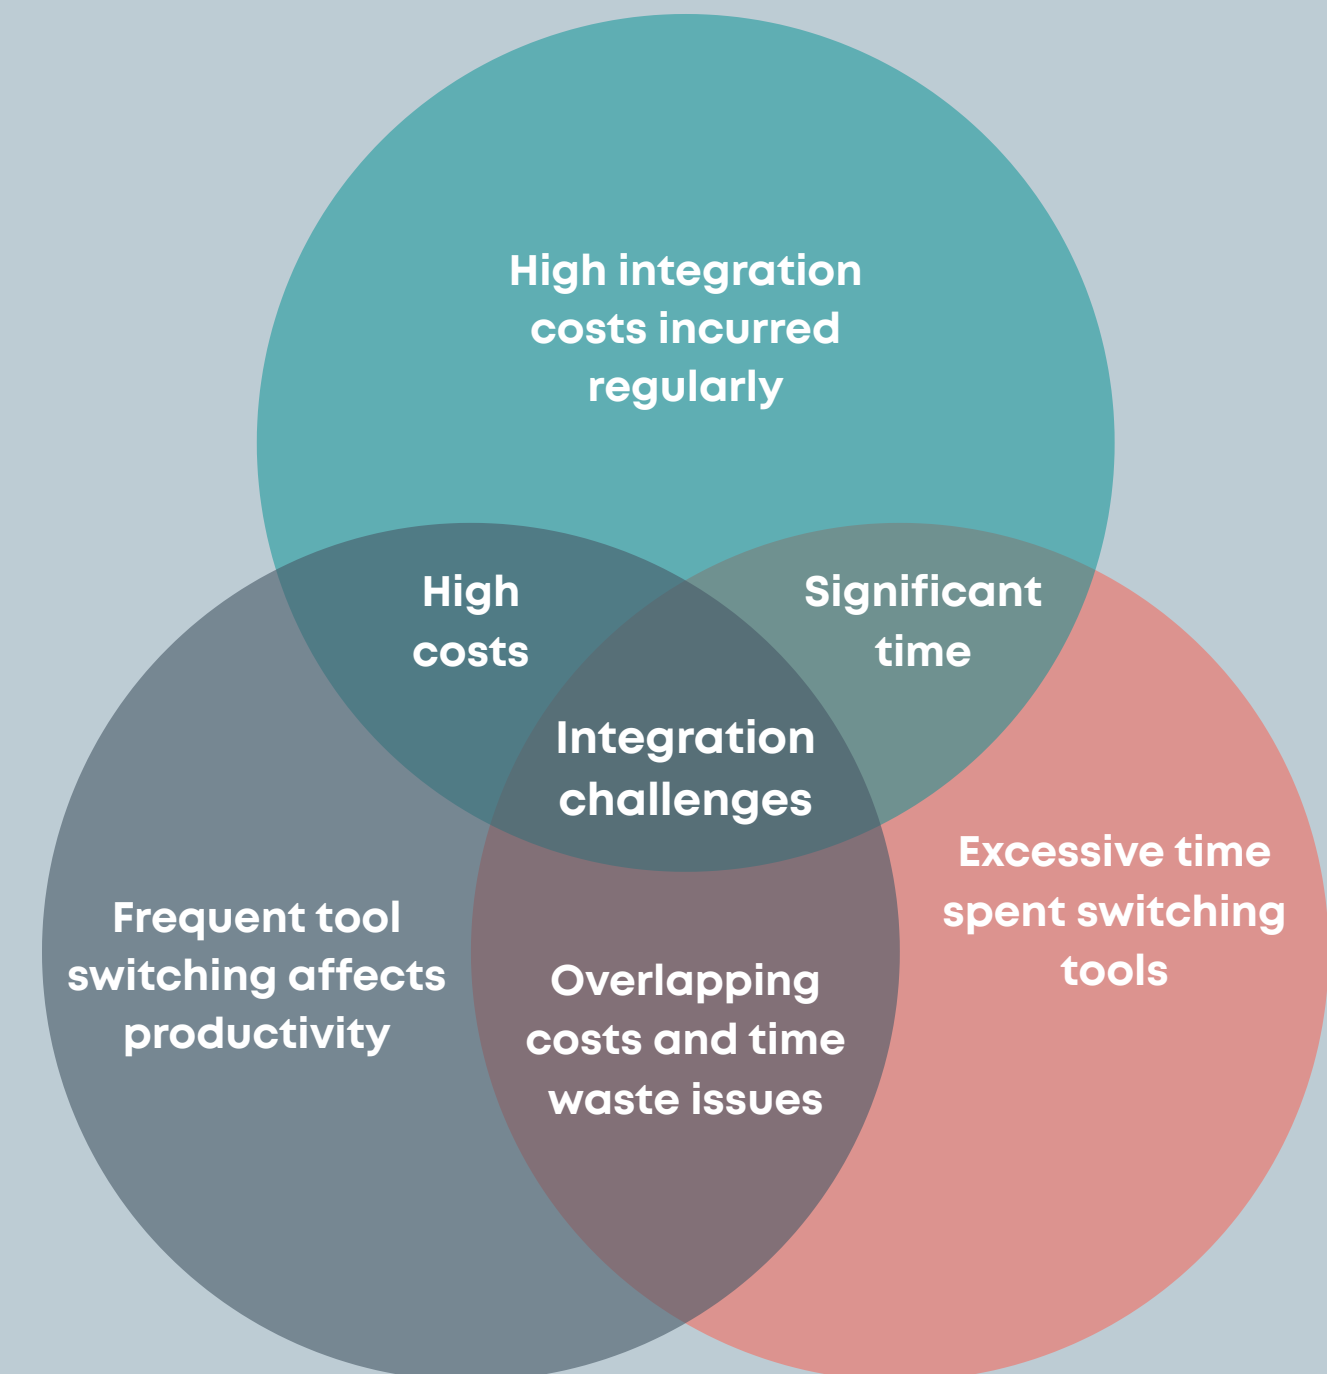 High integration
costs incurred
regularly
High
costs
Significant
time
Integration
challenges
Frequent tool
switching affects
productivity
Overlapping
costs and time
waste issues
Excessive time
spent switching
tools